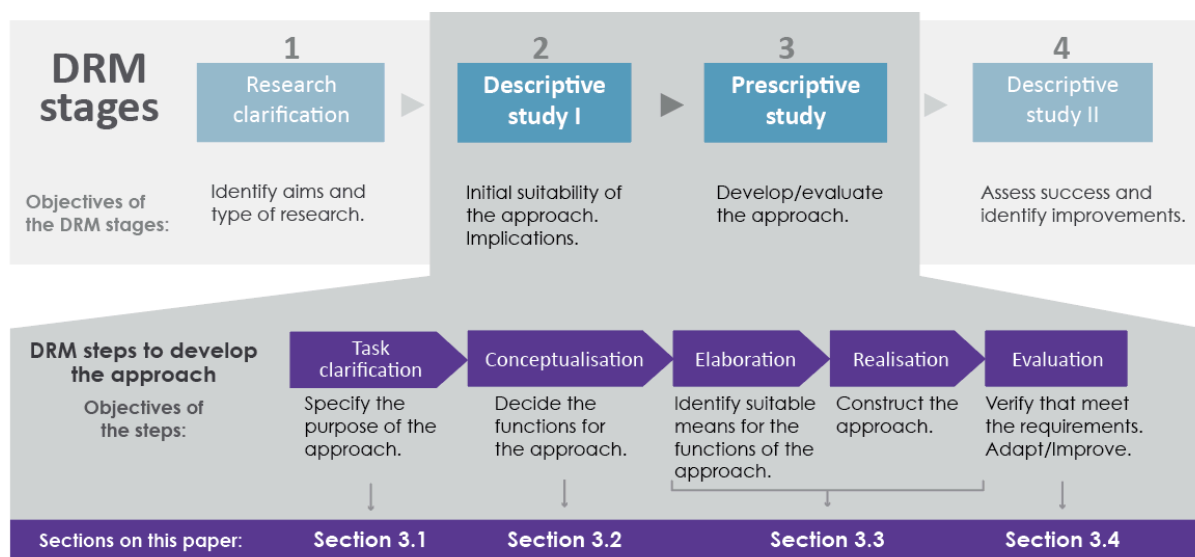 DRM
stages
1
Research
clarification
2
Descriptive
study I
3
Prescriptive
study
4
Descriptive
study II
Objectives of
the DRM stages:
Identify aims and
type of research.
Initial suitability of
the approach.
Implications.
Develop/evaluate
the approach.
Assess success and
identify improvements.
DRM steps to develop
the approach
Task
clarification
Conceptualisation
Elaboration
Realisation
Evaluation
Objectives of
the steps:
Specify the
purpose of the
approach.
Decide the
functions for
the approach.
Identify suitable
means for the
functions of the
approach.
Construct the
approach.
Verify that meet
the requirements.
Adapt/Improve.
Sections on this paper:
Section 3.1
Section 3.2
Section 3.3
Section 3.4